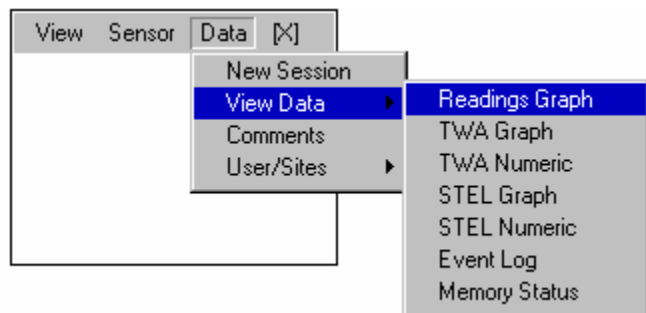 View Sensor Data [X]
New Session
View Data
Comments
User/Sites
Readings Graph
TWA Graph
TWA Numeric
STEL Graph
STEL Numeric
Event Log
Memory Status